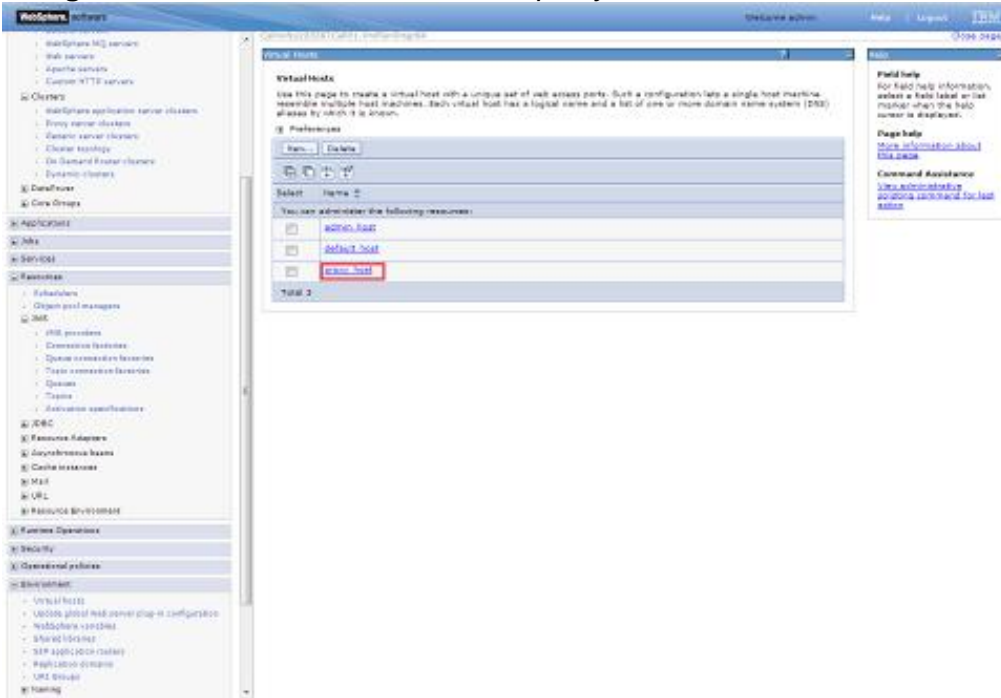 WebSphere software
Welcome admin
Help | Logout
IBM
Close page
WebSphere MQ servers
Web servers
Apache servers
Custom HTTP servers
Clusters
WebSphere application server clusters
Proxy server clusters
Generic server clusters
Cluster topology
On Demand Router clusters
Dynamic clusters
DataPower
Core Groups
Applications
Jobs
Services
Resources
Schedulers
Object pool managers
JMS
JMS providers
Connection factories
Queue connection factories
Topic connection factories
Queues
Topics
Activation specifications
JDBC
Resource Adapters
Asynchronous beans
Cache instances
Mail
URL
Resource Environment
Runtime Operations
Security
Operational policies
Environment
Virtual hosts
Update global Web server plug-in configuration
WebSphere variables
Shared libraries
SIP application routers
Replication domains
URI Groups
Naming
Virtual Hosts
Virtual Hosts
Use this page to create a virtual host with a unique set of web access ports. Such a configuration lets a single host machine
resemble multiple host machines. Each virtual host has a logical name and a list of one or more domain name system (DNS)
aliases by which it is known.
Preferences
New... Delete
Select Name
You can administer the following resources:
admin_host
default_host
proxy_host
Total 3
Help
Field help
For field help information,
select a field label or list
marker when the help
cursor is displayed.
Page help
More information about
this page
Command Assistance
View administrative
scripting command for last
action